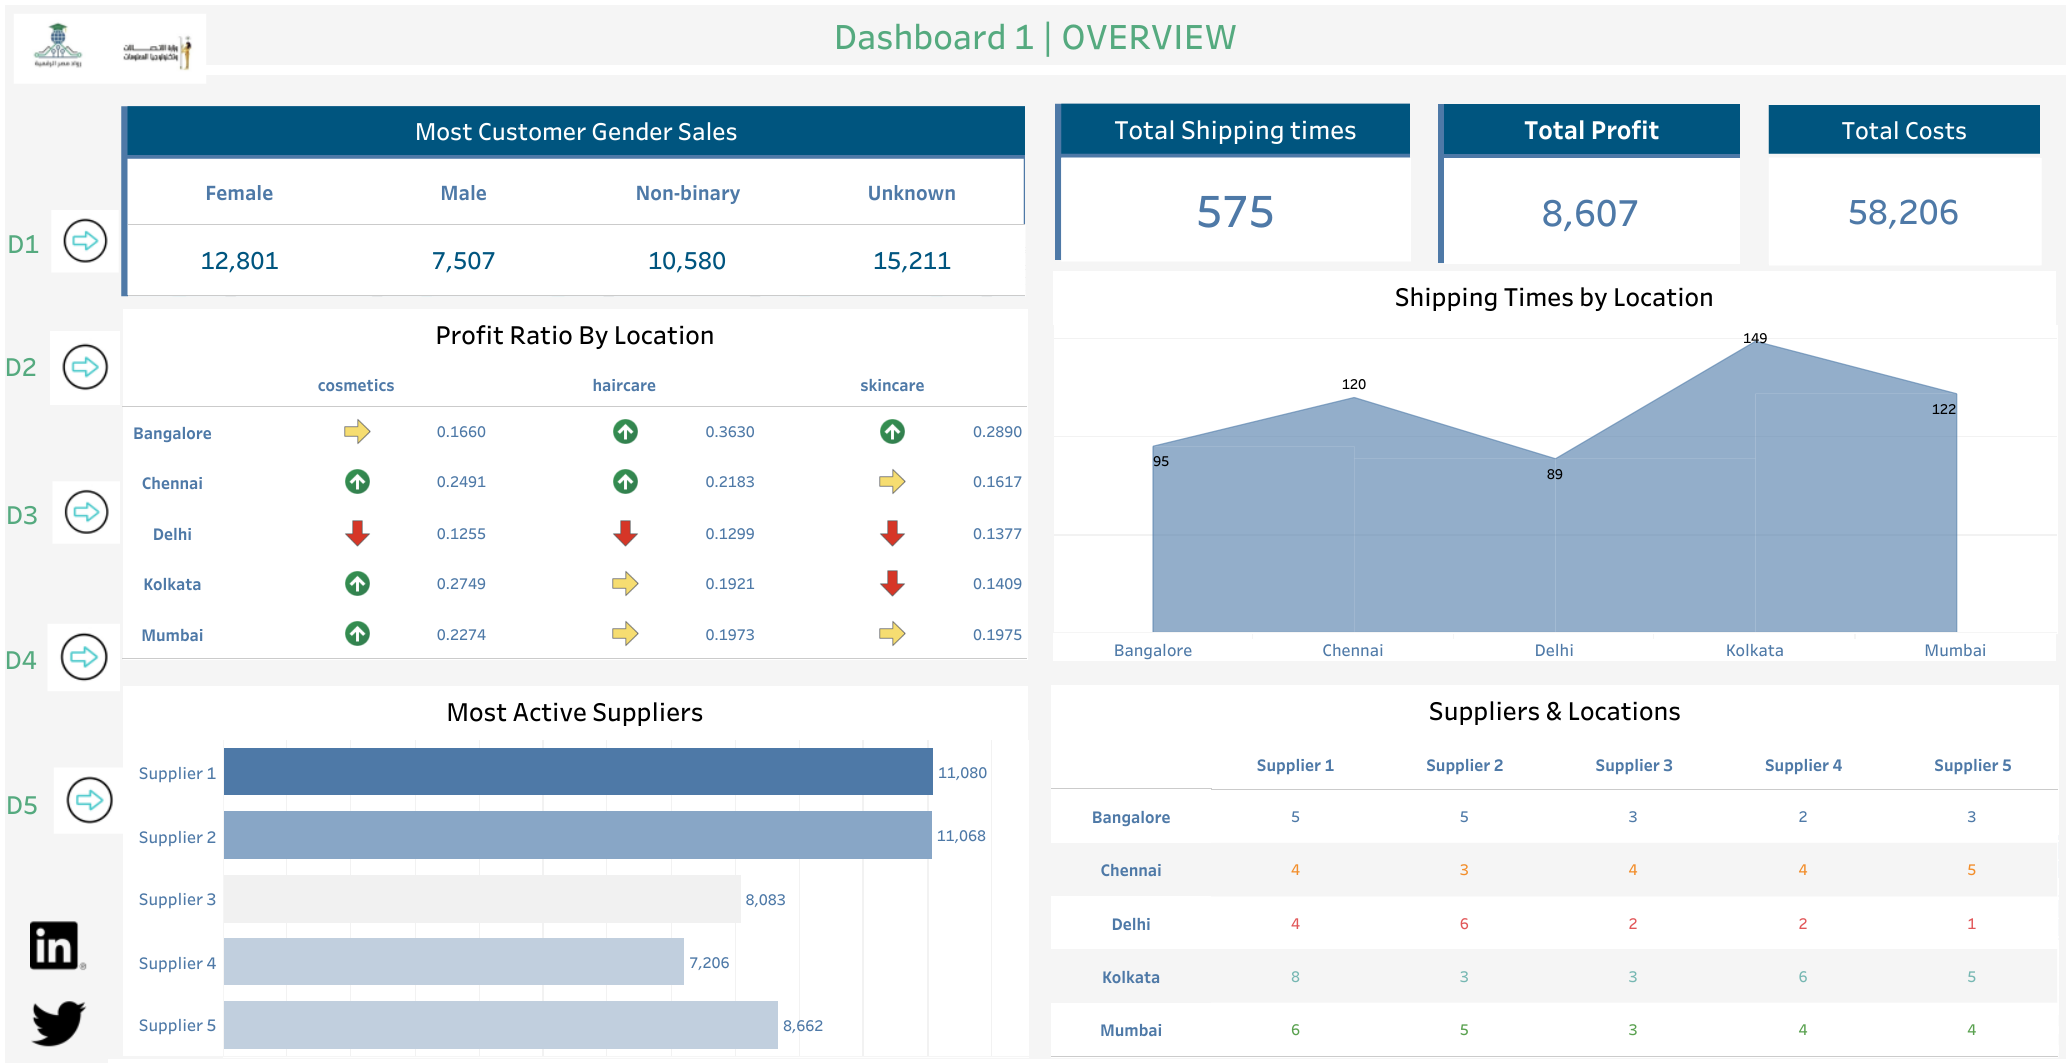 Dashboard 1 | OVERVIEW
رواد مصر الرقمية
وزارة الاتصـــالات
وتكنولوجيا المعلومات
Most Customer Gender Sales
Female Male Non-binary Unknown
12,801 7,507 10,580 15,211
Total Shipping times
575
Total Profit
8,607
Total Costs
58,206
D1
D2
D3
D4
D5
Profit Ratio By Location
cosmetics haircare skincare
Bangalore 0.1660 0.3630 0.2890
Chennai 0.2491 0.2183 0.1617
Delhi 0.1255 0.1299 0.1377
Kolkata 0.2749 0.1921 0.1409
Mumbai 0.2274 0.1973 0.1975
Shipping Times by Location
149
120
122
95
89
Bangalore Chennai Delhi Kolkata Mumbai
Most Active Suppliers
Supplier 1 11,080
Supplier 2 11,068
Supplier 3 8,083
Supplier 4 7,206
Supplier 5 8,662
Suppliers & Locations
Supplier 1 Supplier 2 Supplier 3 Supplier 4 Supplier 5
Bangalore 5 5 3 2 3
Chennai 4 3 4 4 5
Delhi 4 6 2 2 1
Kolkata 8 3 3 6 5
Mumbai 6 5 3 4 4
in